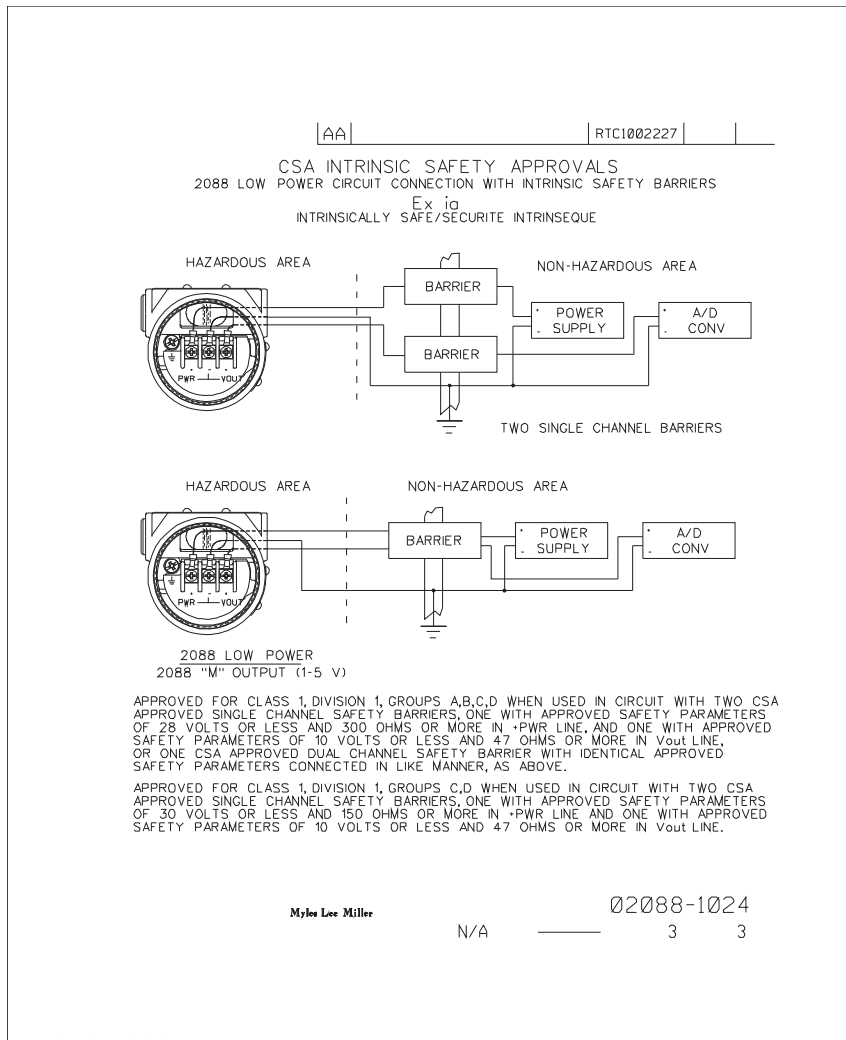 AA RTC1002227
CSA INTRINSIC SAFETY APPROVALS
2088 LOW POWER CIRCUIT CONNECTION WITH INTRINSIC SAFETY BARRIERS
Ex ia
INTRINSICALLY SAFE/SECURITE INTRINSEQUE
HAZARDOUS AREA
NON-HAZARDOUS AREA
BARRIER
+ POWER
- SUPPLY
+ A/D
- CONV
BARRIER
PWR VOUT
TWO SINGLE CHANNEL BARRIERS
HAZARDOUS AREA
NON-HAZARDOUS AREA
BARRIER
+ POWER
- SUPPLY
+ A/D
- CONV
PWR VOUT
2088 LOW POWER
2088 "M" OUTPUT (1-5 V)
APPROVED FOR CLASS 1, DIVISION 1, GROUPS A,B,C,D WHEN USED IN CIRCUIT WITH TWO CSA
APPROVED SINGLE CHANNEL SAFETY BARRIERS, ONE WITH APPROVED SAFETY PARAMETERS
OF 28 VOLTS OR LESS AND 300 OHMS OR MORE IN +PWR LINE, AND ONE WITH APPROVED
SAFETY PARAMETERS OF 10 VOLTS OR LESS AND 47 OHMS OR MORE IN Vout LINE,
OR ONE CSA APPROVED DUAL CHANNEL SAFETY BARRIER WITH IDENTICAL APPROVED
SAFETY PARAMETERS CONNECTED IN LIKE MANNER, AS ABOVE.
APPROVED FOR CLASS 1, DIVISION 1, GROUPS C,D WHEN USED IN CIRCUIT WITH TWO CSA
APPROVED SINGLE CHANNEL SAFETY BARRIERS, ONE WITH APPROVED SAFETY PARAMETERS
OF 30 VOLTS OR LESS AND 150 OHMS OR MORE IN +PWR LINE AND ONE WITH APPROVED
SAFETY PARAMETERS OF 10 VOLTS OR LESS AND 47 OHMS OR MORE IN Vout LINE.
Myles Lee Miller
02088-1024
N/A 3 3